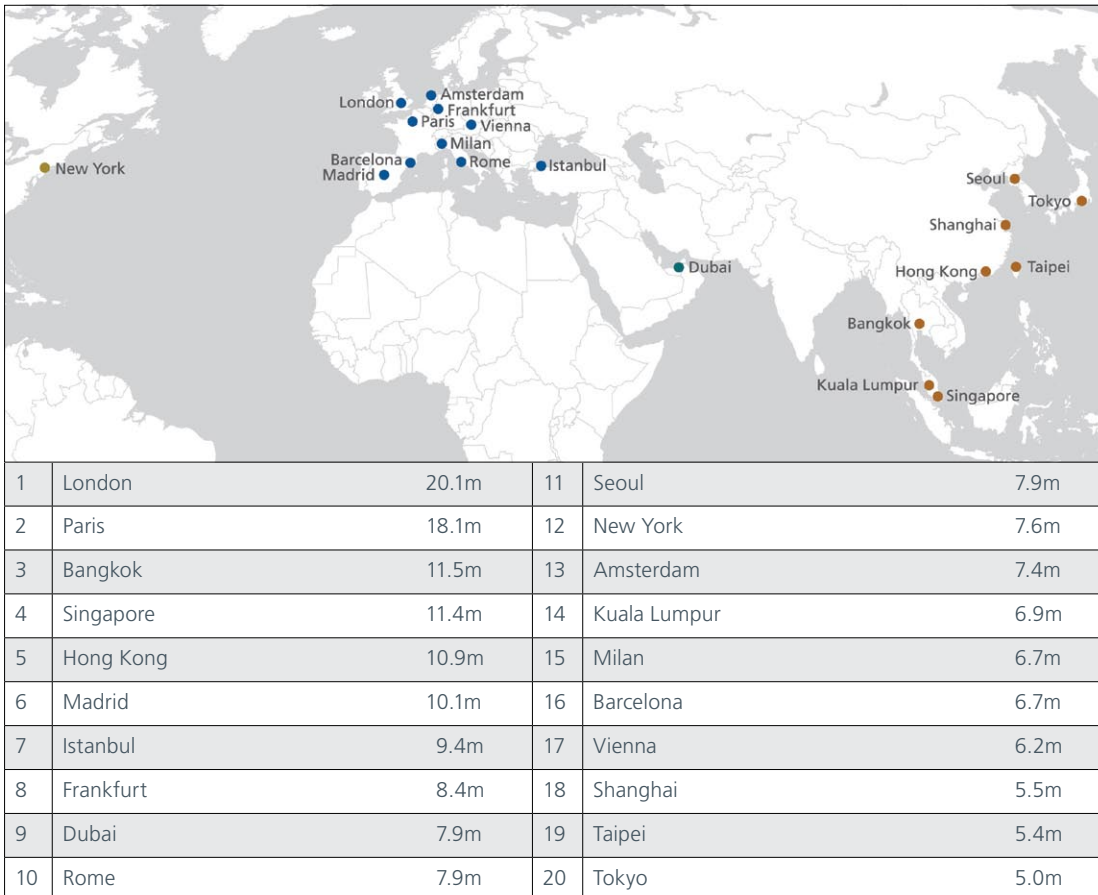 Amsterdam
London
Frankfurt
Paris
Vienna
Milan
Barcelona
Rome
Istanbul
Madrid
New York
Seoul
Tokyo
Shanghai
Dubai
Hong Kong
Taipei
Bangkok
Kuala Lumpur
Singapore
1 London 20.1m 11 Seoul 7.9m
2 Paris 18.1m 12 New York 7.6m
3 Bangkok 11.5m 13 Amsterdam 7.4m
4 Singapore 11.4m 14 Kuala Lumpur 6.9m
5 Hong Kong 10.9m 15 Milan 6.7m
6 Madrid 10.1m 16 Barcelona 6.7m
7 Istanbul 9.4m 17 Vienna 6.2m
8 Frankfurt 8.4m 18 Shanghai 5.5m
9 Dubai 7.9m 19 Taipei 5.4m
10 Rome 7.9m 20 Tokyo 5.0m